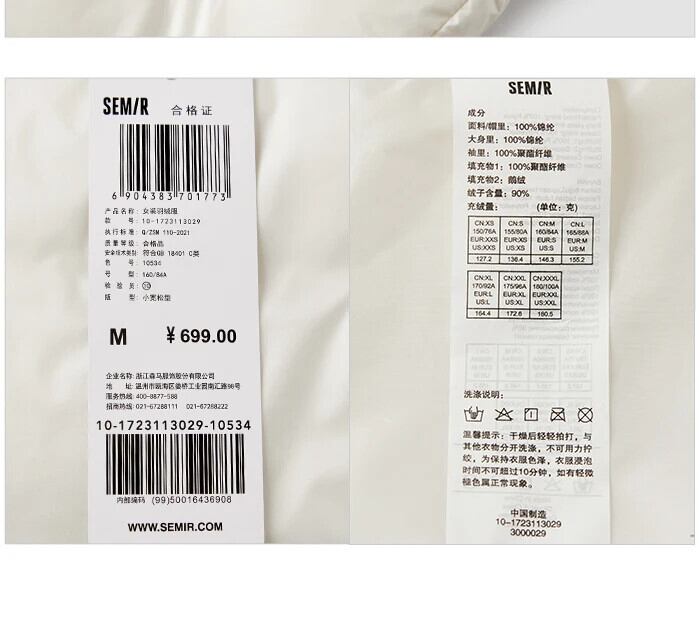 SEMIR 合格证
6 904383 701773
产品名称: 女装羽绒服
款 号: 10-1723113029
执行标准: Q/ZSM 110-2021
质量等级: 合格品
安全技术类别: 符合GB 18401 C类
色 号: 10534
号 型: 160/84A
检 验 员: 10
版 型: 小宽松型
M ¥699.00
企业名称: 浙江森马服饰股份有限公司
地 址: 温州市瓯海区娄桥工业园南汇路98号
服务热线: 400-8877-588
招商热线: 021-67288111 021-67288222
10-1723113029-10534
内部编码 (99)50016436908
WWW.SEMIR.COM
SEMIR
成分
面料/帽里: 100%锦纶
大身里: 100%锦纶
袖里: 100%聚酯纤维
填充物1: 100%聚酯纤维
填充物2: 鹅绒
绒子含量: 90%
充绒量: (单位: 克)
CN:XS CN:S CN:M CN:L
150/76A 155/80A 160/84A 165/88A
EUR:XXS EUR:XS EUR:S EUR:M
US:XXS US:XS US:S US:M
127.2 136.4 146.3 155.2
CN:XL CN:XXL CN:XXXL
170/92A 175/96A 180/100A
EUR:L EUR:XL EUR:XXL
US:L US:XL US:XXL
164.4 172.6 180.5
洗涤说明:
温馨提示: 干燥后轻轻拍打, 与
其他衣物分开洗涤, 不可用力拧
绞, 为保持衣服色泽, 衣服浸泡
时间不可超过10分钟, 如有轻微
褪色属正常现象。
中国制造
10-1723113029
3000029